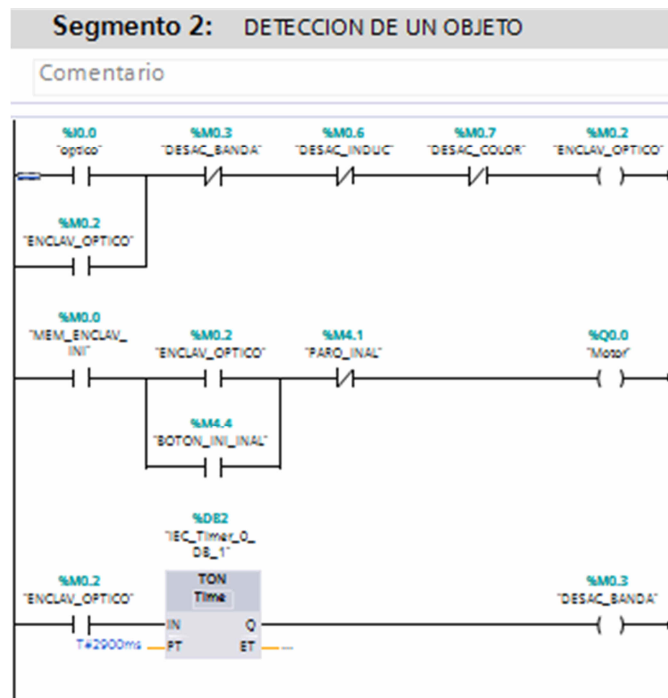 Segmento 2: DETECCION DE UN OBJETO
Comentario
%I0.0 %M0.3 %M0.6 %M0.7 %M0.2
"optico" "DESAC_BANDA" "DESAC_INDUC" "DESAC_COLOR" "ENCLAV_OPTICO"
%M0.2
"ENCLAV_OPTICO"
%M0.0
"MEM_ENCLAV_
INI"
%M0.2 %M4.1 %Q0.0
"ENCLAV_OPTICO" "PARO_INAL" "Motor"
%M4.4
"BOTON_INI_INAL"
%DB2
"IEC_Timer_0_
DB_1"
%M0.2
"ENCLAV_OPTICO"
TON
Time
IN Q
T#2900ms PT ET ...
%M0.3
"DESAC_BANDA"